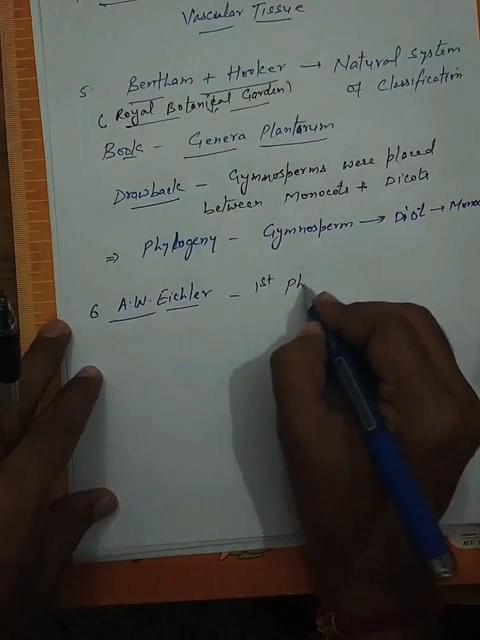 Vascular Tissue
5. Bentham + Hooker → Natural System
(Royal Botanical Garden) of Classification
Book - Genera Plantarum
Drawback - Gymnosperms were placed
between Monocots + Dicots
⇒ Phylogeny - Gymnosperm → Dicot → Mono
6 A.W. Eichler - 1st Ph